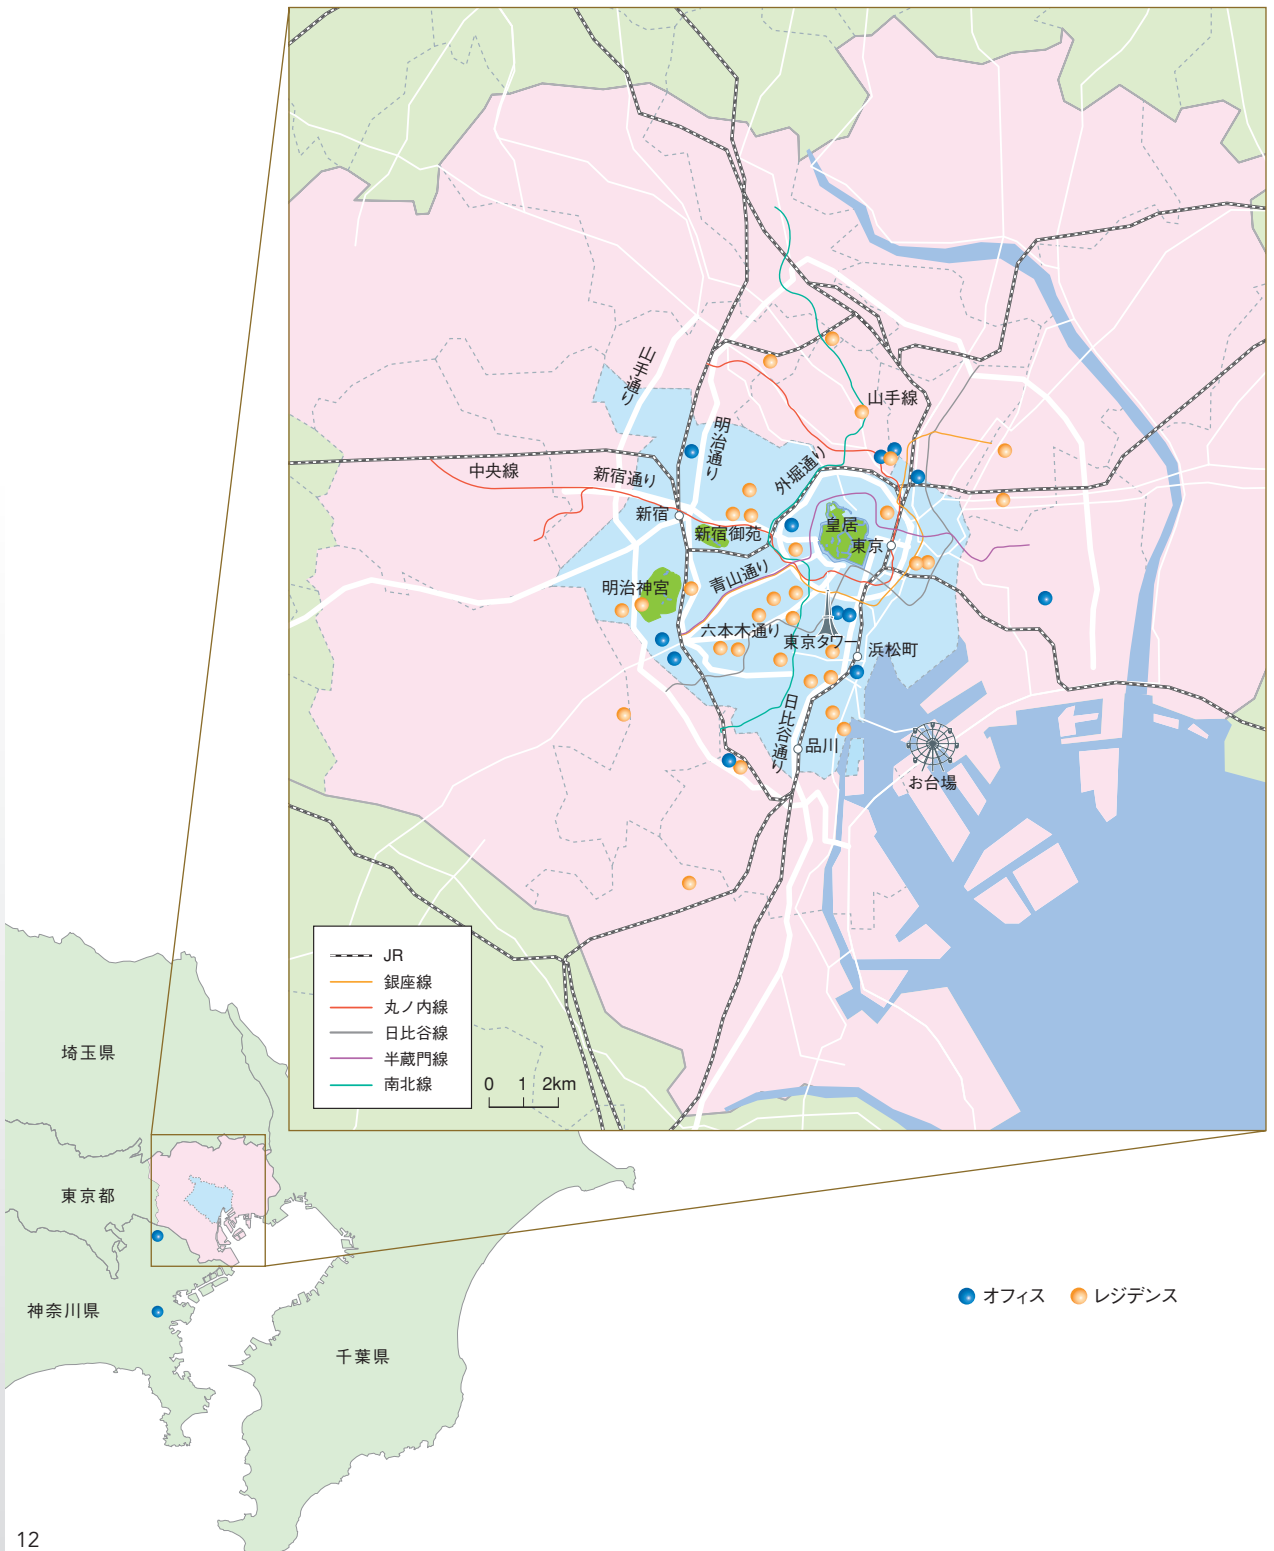 山手通り
明治通り
山手線
中央線
新宿通り
外堀通り
新宿
新宿御苑
皇居
東京
明治神宮
青山通り
六本木通り
東京タワー
浜松町
日比谷通り
品川
お台場
JR
銀座線
丸ノ内線
日比谷線
半蔵門線
南北線
0 1 2km
埼玉県
東京都
神奈川県
千葉県
オフィス レジデンス
12